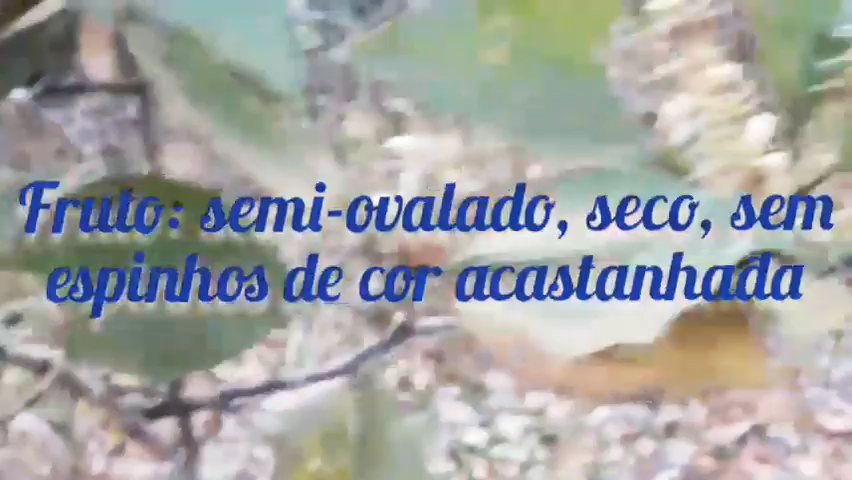 Fruto: semi-ovalado, seco, sem
espinhos de cor acastanhada